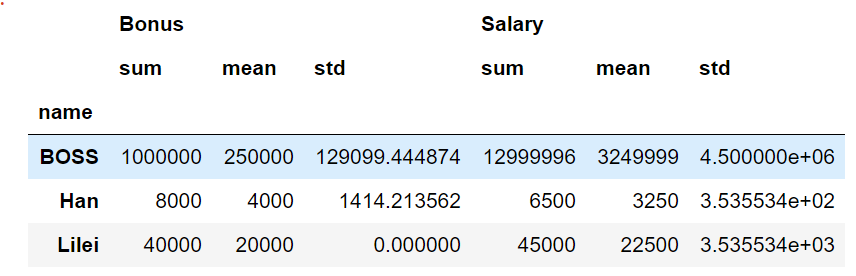 Bonus Salary
sum mean std sum mean std
name
BOSS 1000000 250000 129099.444874 12999996 3249999 4.500000e+06
Han 8000 4000 1414.213562 6500 3250 3.535534e+02
Lilei 40000 20000 0.000000 45000 22500 3.535534e+03